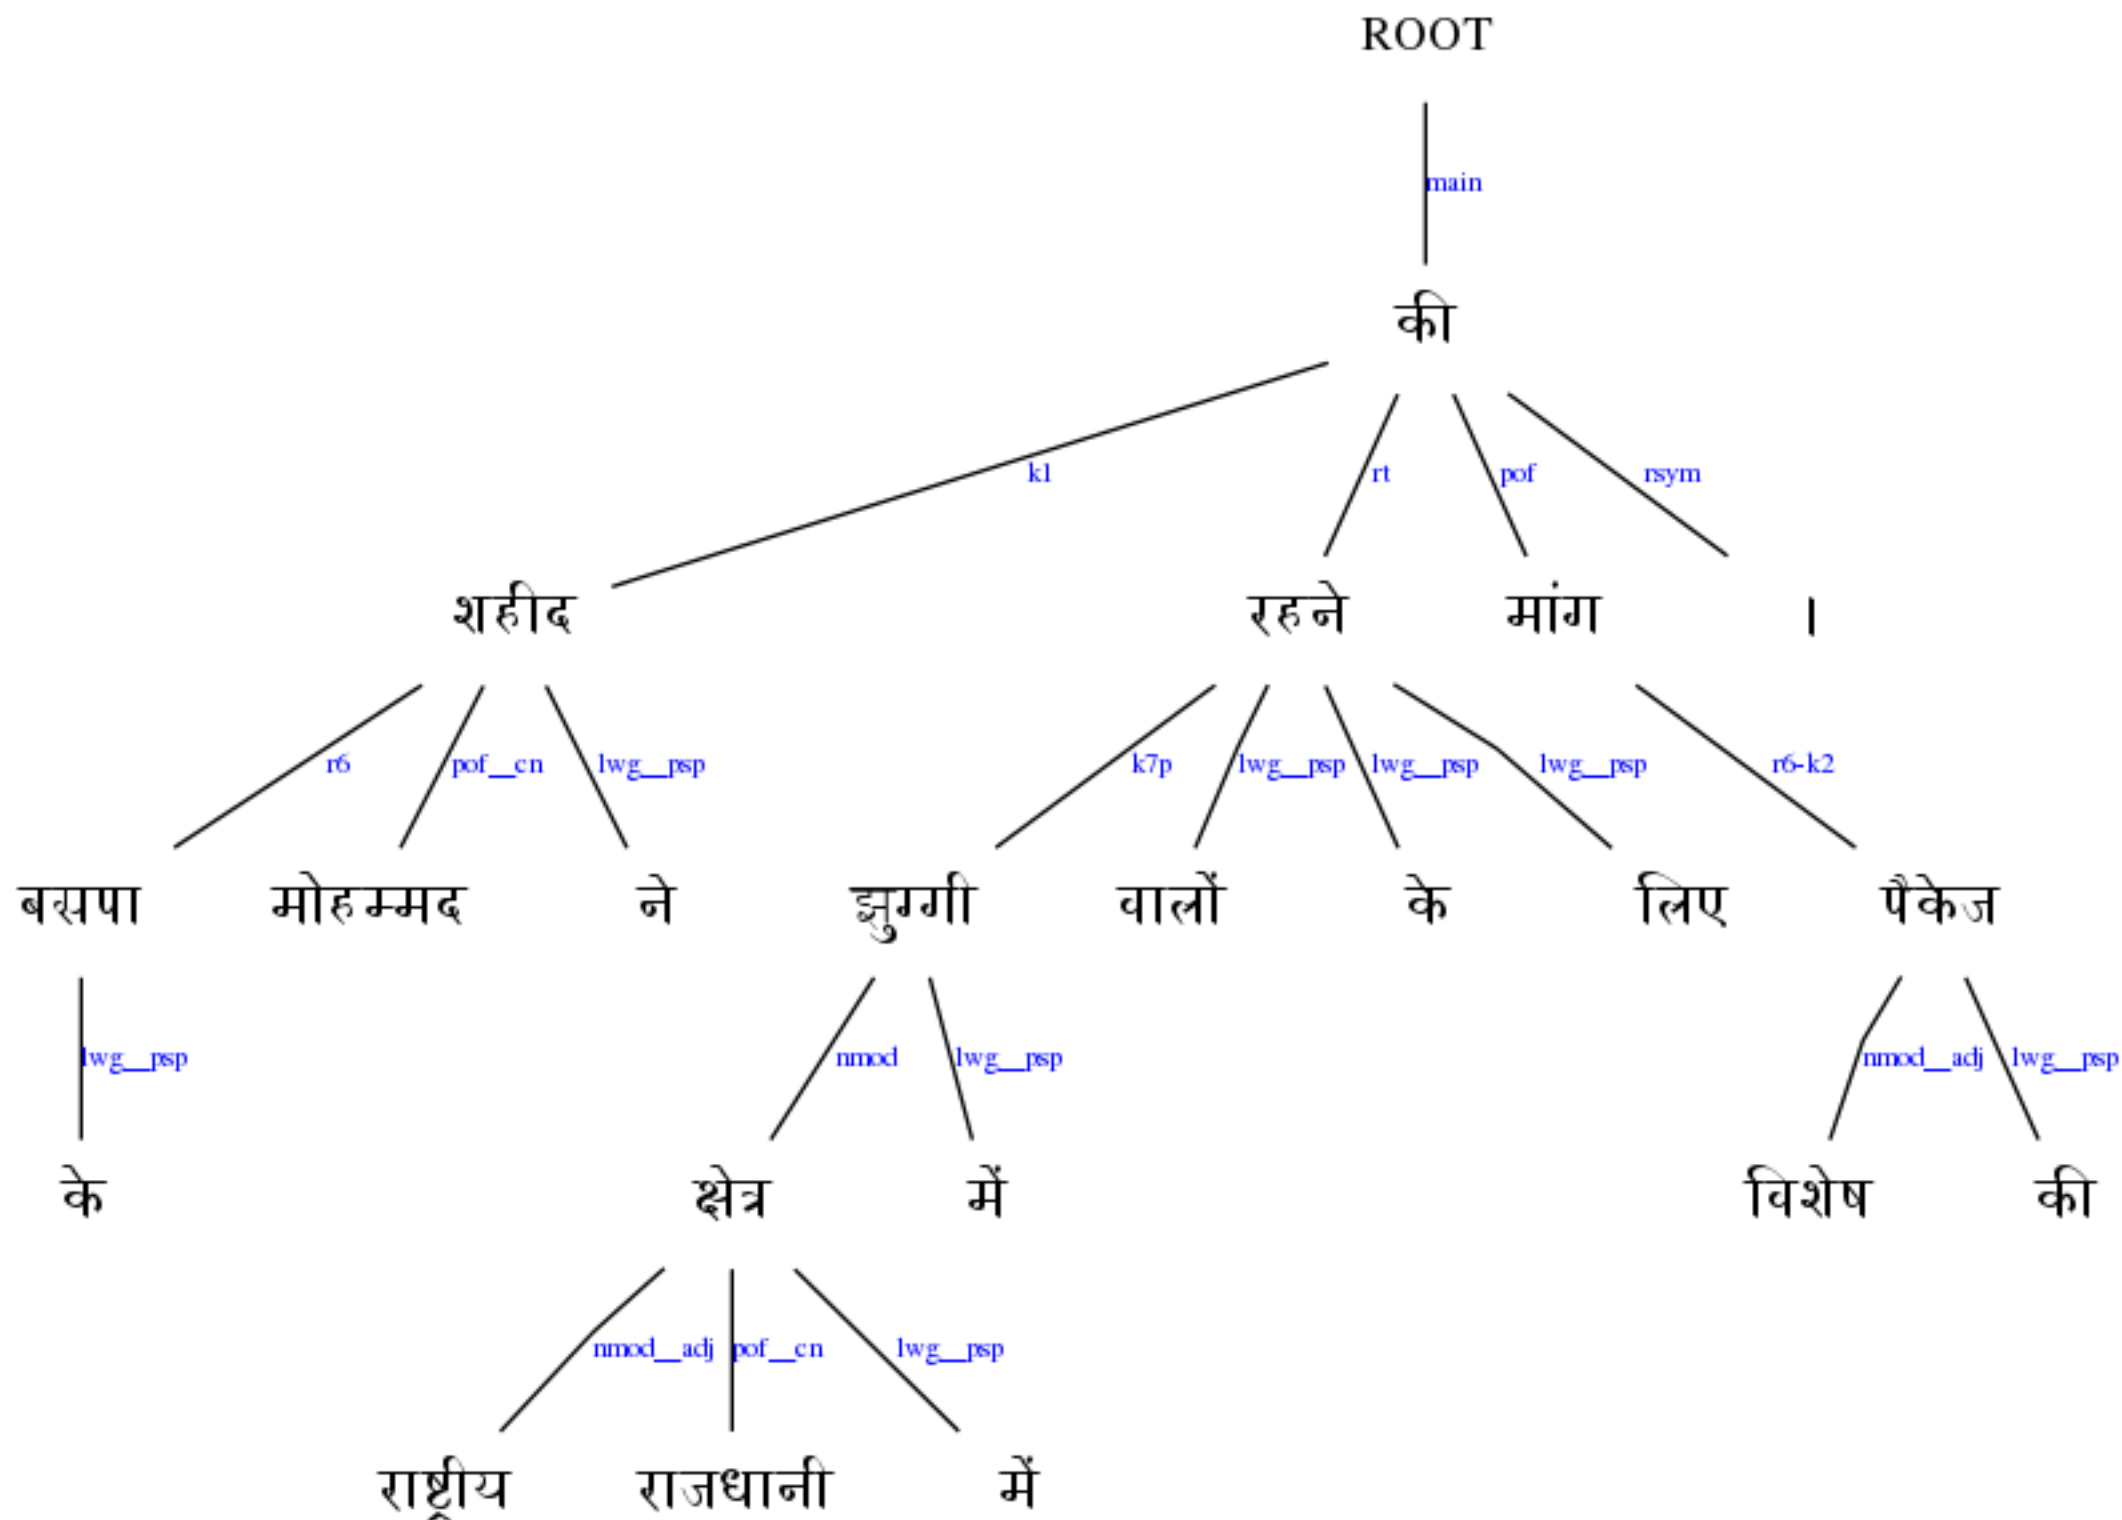 ROOT
main
की
k1 rt pof rsym
शहीद रहने मांग ।
r6 pof__cn lwg__psp k7p lwg__psp lwg__psp lwg__psp r6-k2
बसपा मोहम्मद ने झुग्गी वालों के लिए पैकेज
lwg__psp nmod lwg__psp nmod__adj lwg__psp
के क्षेत्र में विशेष की
nmod__adj pof__cn lwg__psp
राष्ट्रीय राजधानी में